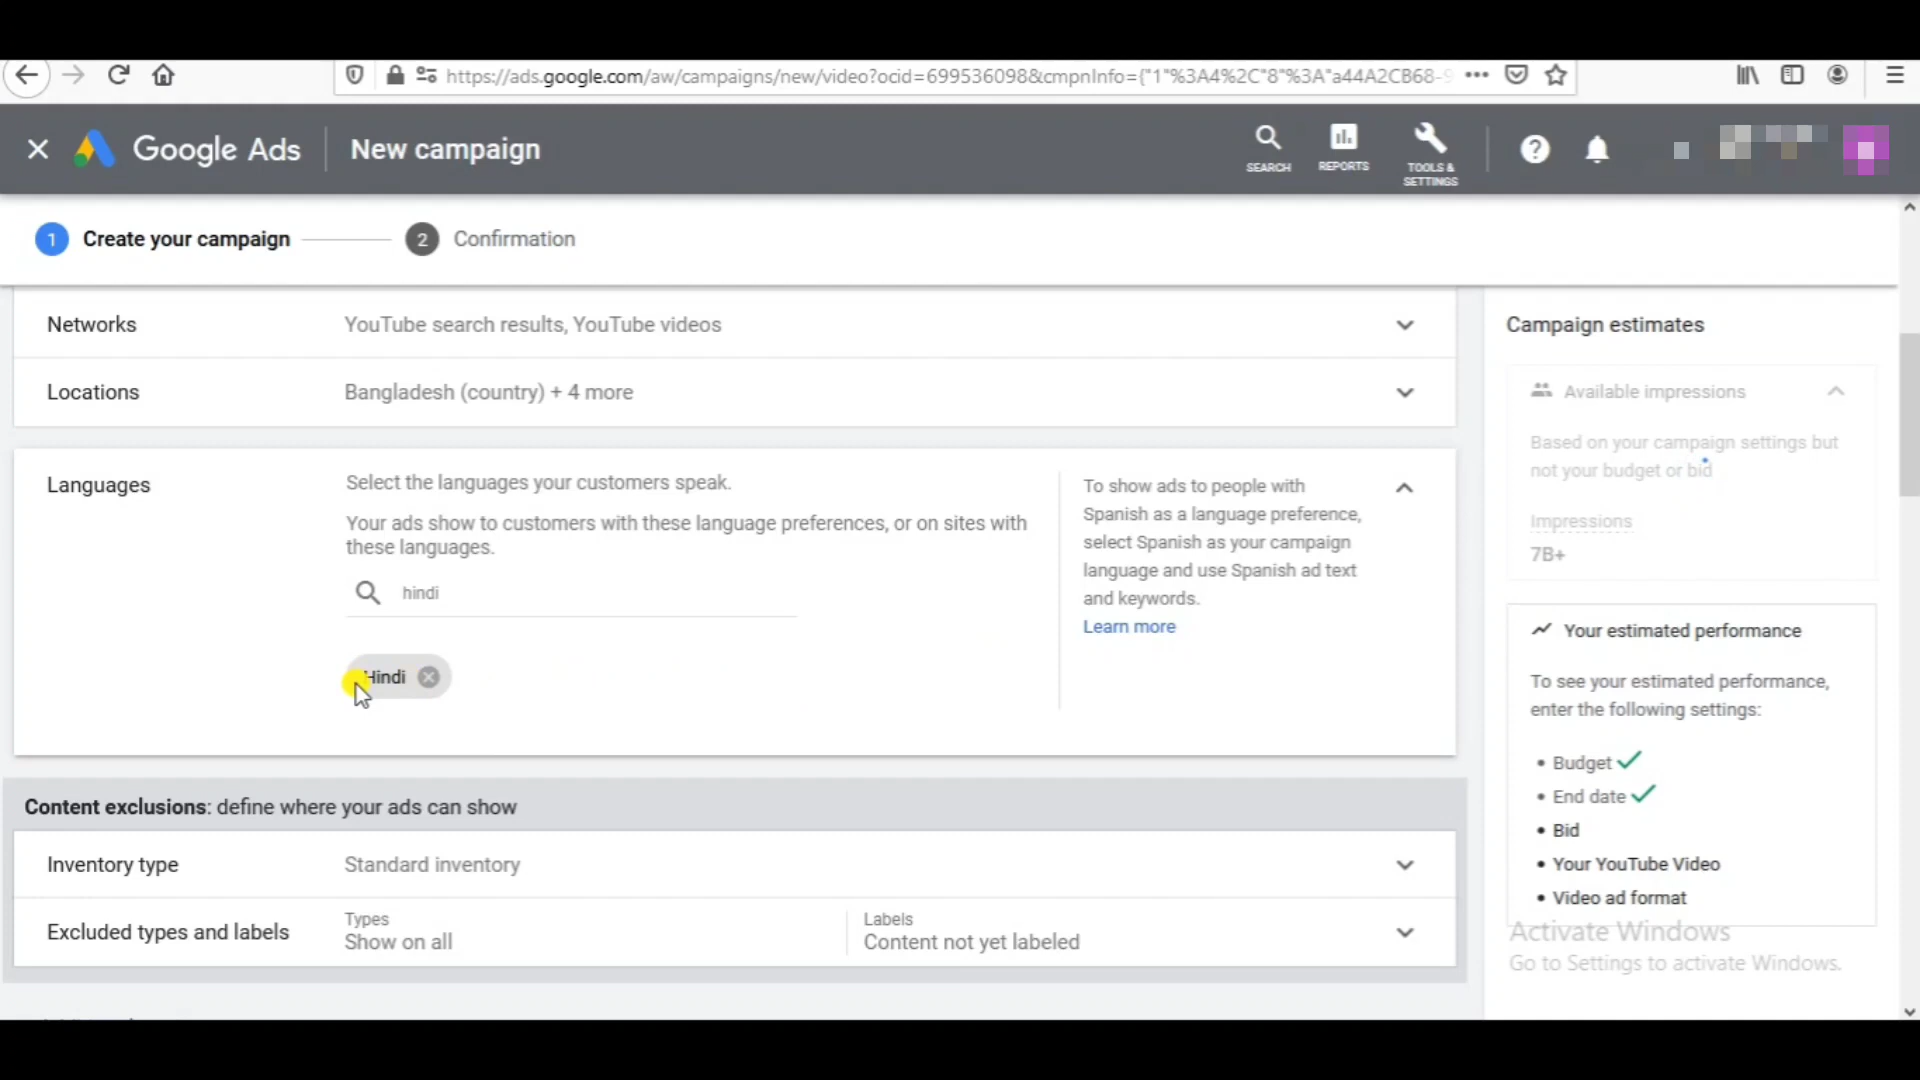 https://ads.google.com/aw/campaigns/new/video?ocid=699536098&cmpnInfo={"1"%3A4%2C"8"%3A"a44A2CB68-9
Google Ads New campaign
SEARCH
REPORTS
TOOLS &
SETTINGS
1 Create your campaign 2 Confirmation
Networks YouTube search results, YouTube videos
Locations Bangladesh (country) + 4 more
Languages
Select the languages your customers speak.
Your ads show to customers with these language preferences, or on sites with
these languages.
hindi
Hindi
To show ads to people with
Spanish as a language preference,
select Spanish as your campaign
language and use Spanish ad text
and keywords.
Learn more
Content exclusions: define where your ads can show
Inventory type Standard inventory
Excluded types and labels
Types
Show on all
Labels
Content not yet labeled
Campaign estimates
Available impressions
Based on your campaign settings but
not your budget or bid
Impressions
7B+
Your estimated performance
To see your estimated performance,
enter the following settings:
• Budget
• End date
• Bid
• Your YouTube Video
• Video ad format
Activate Windows
Go to Settings to activate Windows.